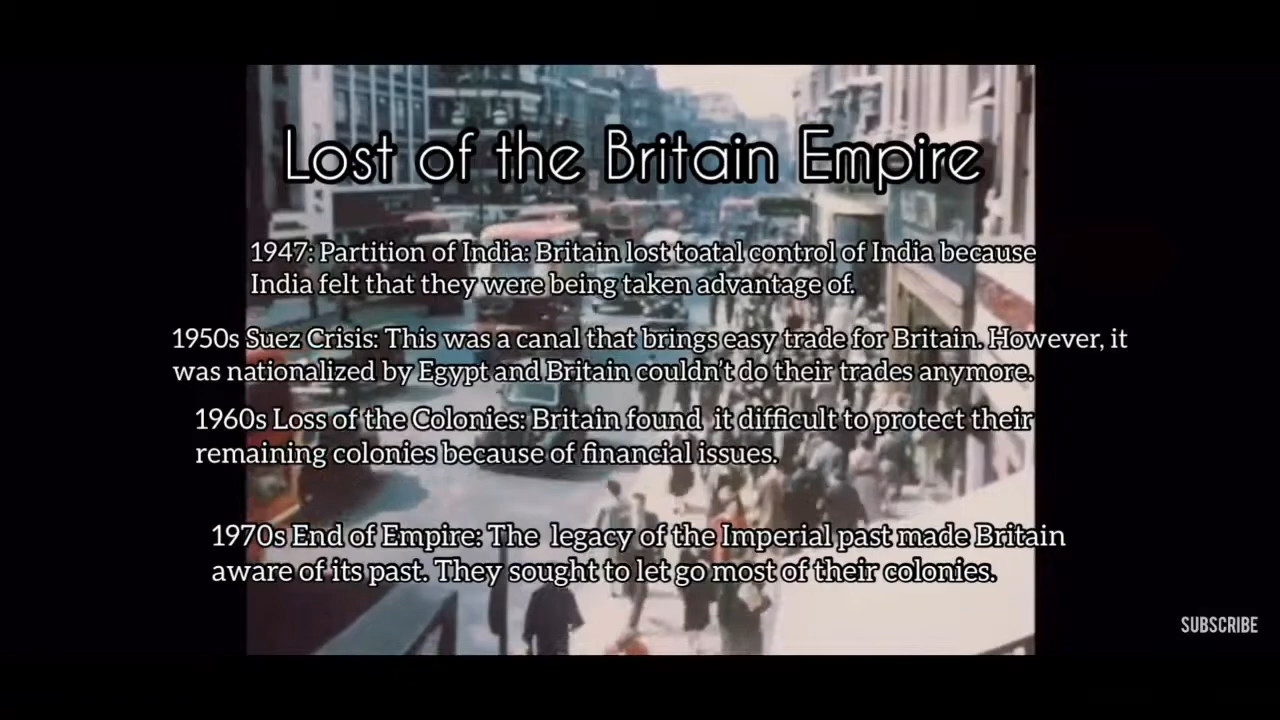 Lost of the Britain Empire
1947: Partition of India: Britain lost toatal control of India because
India felt that they were being taken advantage of.
1950s Suez Crisis: This was a canal that brings easy trade for Britain. However, it
was nationalized by Egypt and Britain couldn't do their trades anymore.
1960s Loss of the Colonies: Britain found it difficult to protect their
remaining colonies because of financial issues.
1970s End of Empire: The legacy of the Imperial past made Britain
aware of its past. They sought to let go most of their colonies.
SUBSCRIBE